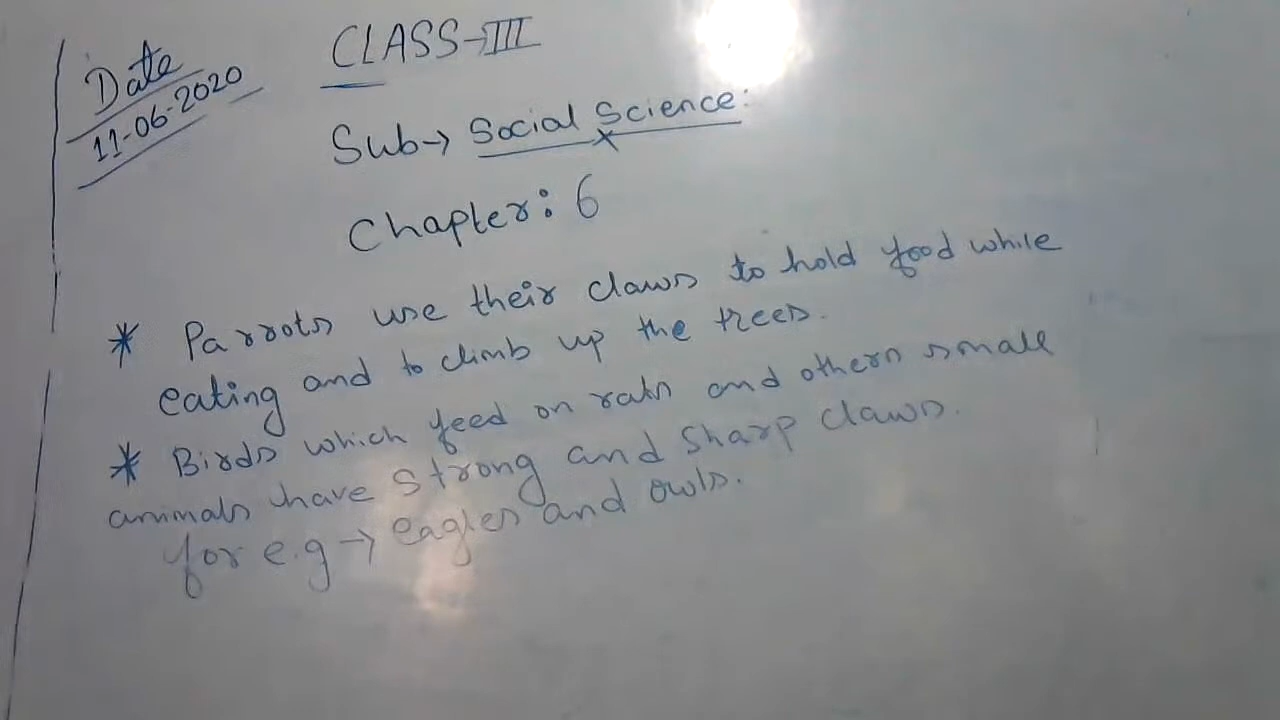 Date
11-06-2020
CLASS-III
Sub→ Social Science:
Chapter: 6
* Parrots use their claws to hold food while
eating and to climb up the trees.
* Birds which feed on rats and others small
animals have strong and sharp claws.
for e.g → eagles and owls.